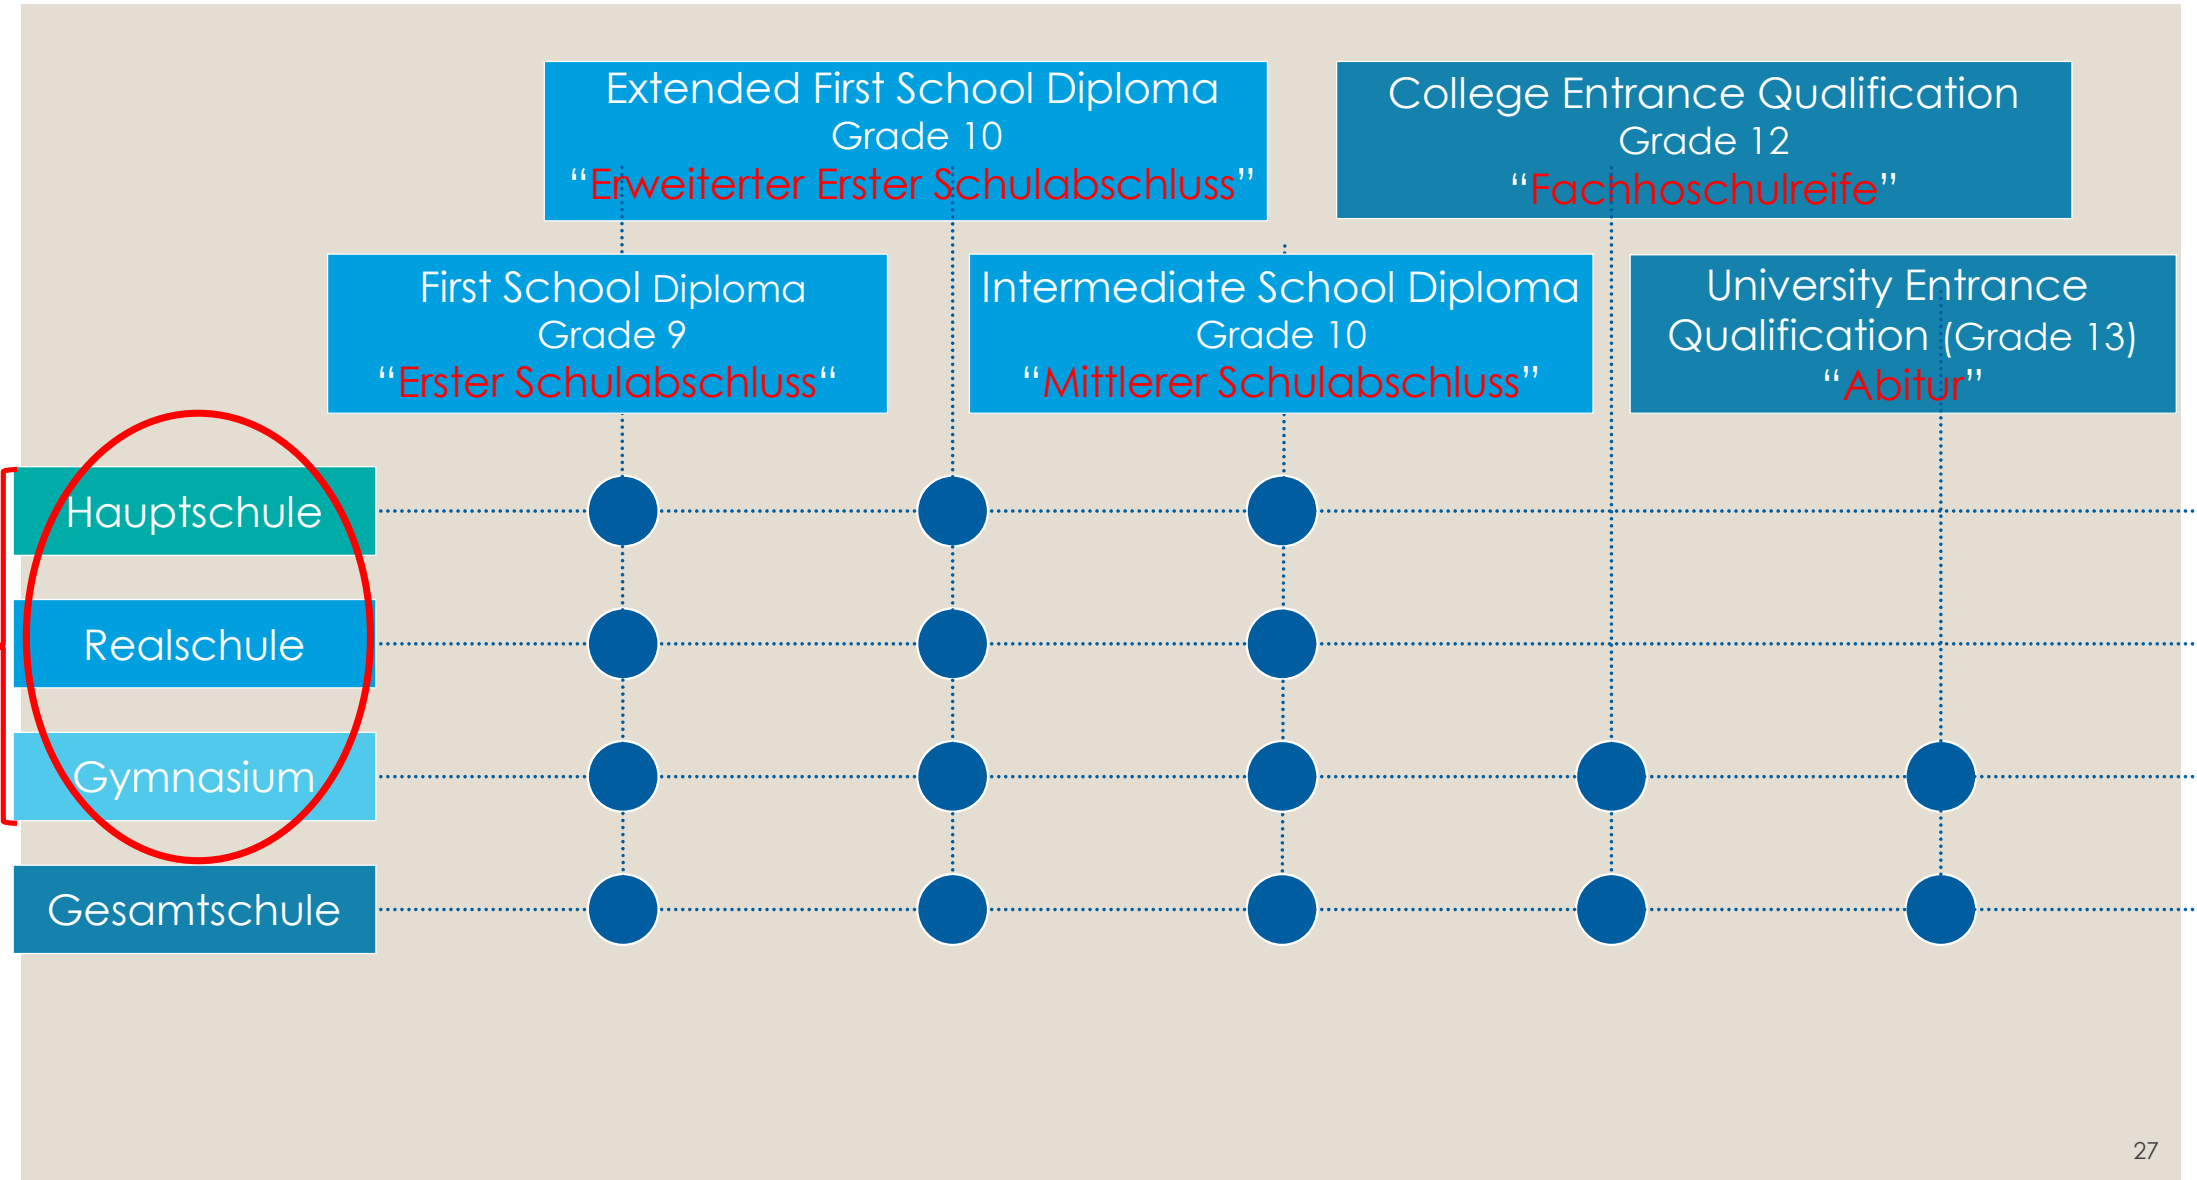 Extended First School Diploma
Grade 10
“Erweiterter Erster Schulabschluss”
College Entrance Qualification
Grade 12
“Fachhoschulreife”
First School Diploma
Grade 9
“Erster Schulabschluss“
Intermediate School Diploma
Grade 10
“Mittlerer Schulabschluss”
University Entrance
Qualification (Grade 13)
“Abitur”
Hauptschule
Realschule
Gymnasium
Gesamtschule
27